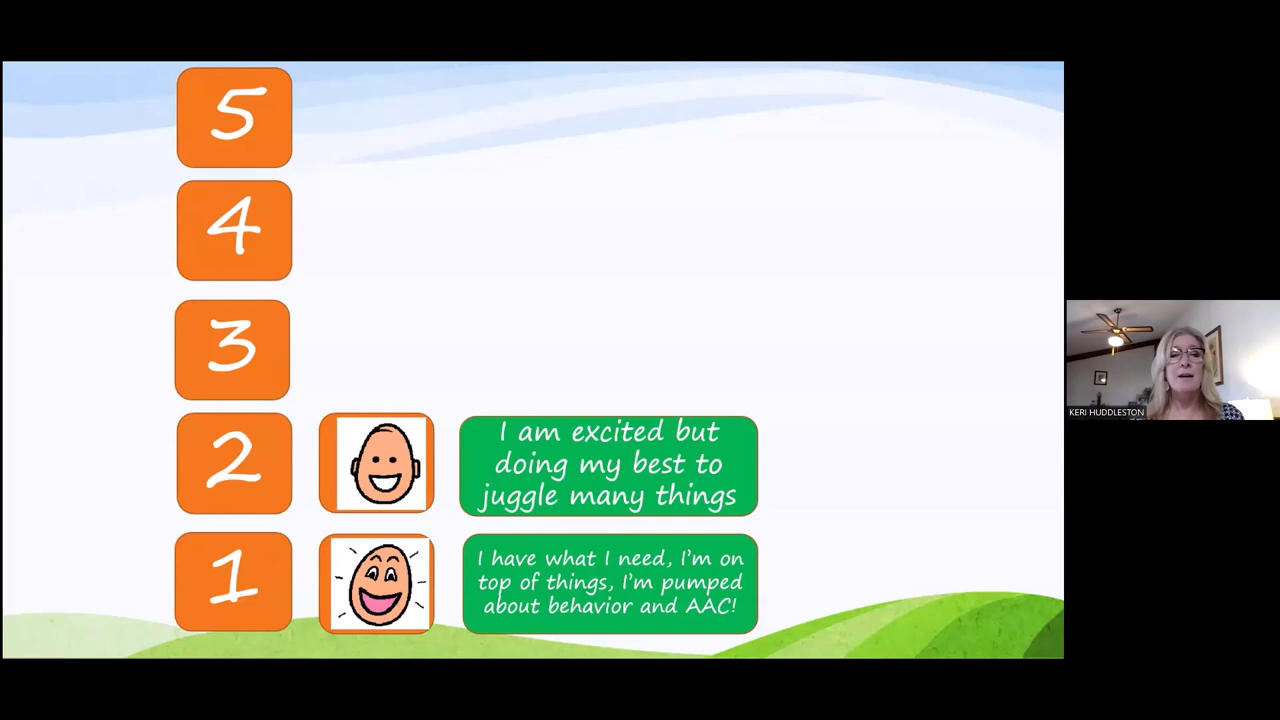 5
4
3
2
I am excited but
doing my best to
juggle many things
1
I have what I need, I'm on
top of things, I'm pumped
about behavior and AAC!
KERI HUDDLESTON